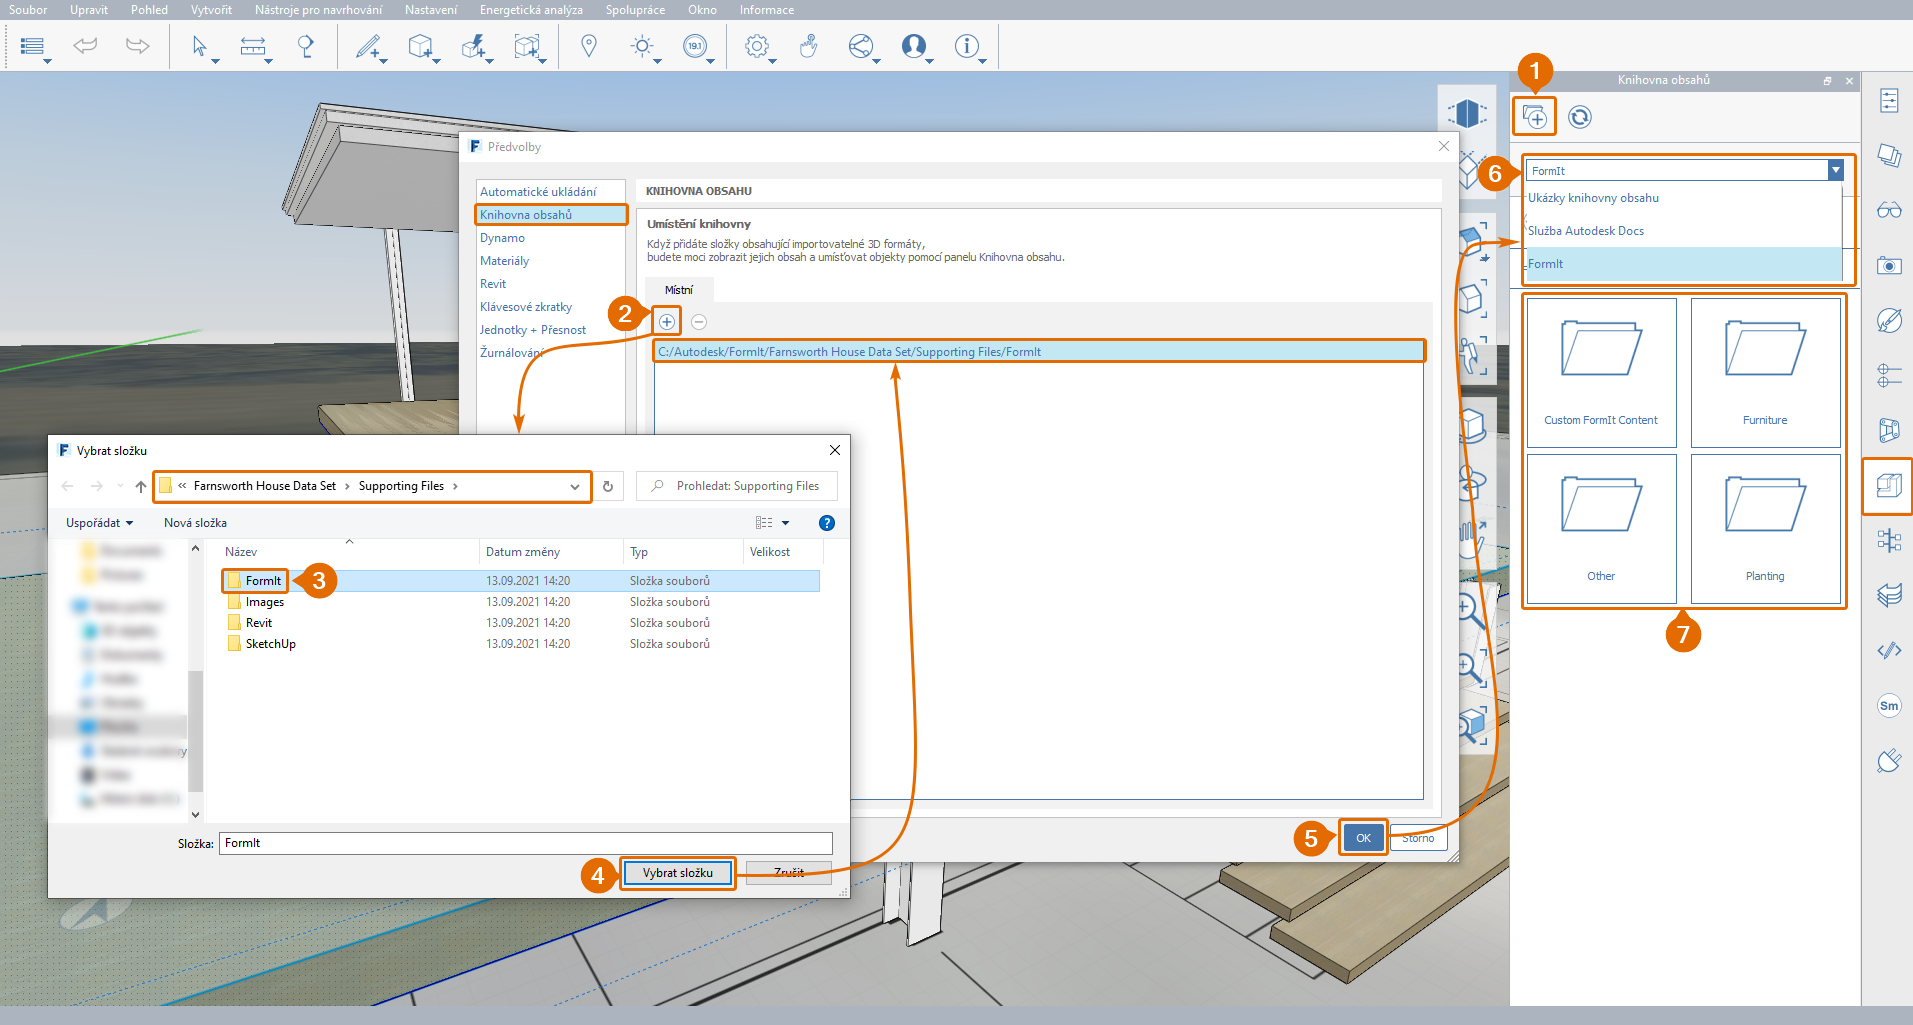 Soubor Upravit Pohled Vytvořit Nástroje pro navrhování Nastavení Energetická analýza Spolupráce Okno Informace
19.1
1
Knihovna obsahů
Předvolby
Automatické ukládání
Knihovna obsahů
Dynamo
Materiály
Revit
Klávesové zkratky
Jednotky + Přesnost
Žurnálování
KNIHOVNA OBSAHU
Umístění knihovny
Když přidáte složky obsahující importovatelné 3D formáty,
budete moci zobrazit jejich obsah a umísťovat objekty pomocí panelu Knihovna obsahu.
Místní
2
C:/Autodesk/FormIt/Farnsworth House Data Set/Supporting Files/FormIt
6
FormIt
Ukázky knihovny obsahu
Služba Autodesk Docs
FormIt
Custom FormIt Content
Furniture
Other
Planting
7
Sm
Vybrat složku
« Farnsworth House Data Set › Supporting Files ›
Prohledat: Supporting Files
Uspořádat
Nová složka
?
Název Datum změny Typ Velikost
FormIt 13.09.2021 14:20 Složka souborů
3
Images 13.09.2021 14:20 Složka souborů
Revit 13.09.2021 14:20 Složka souborů
SketchUp 13.09.2021 14:20 Složka souborů
Složka: FormIt
4
Vybrat složku
Zrušit
5
OK
Storno